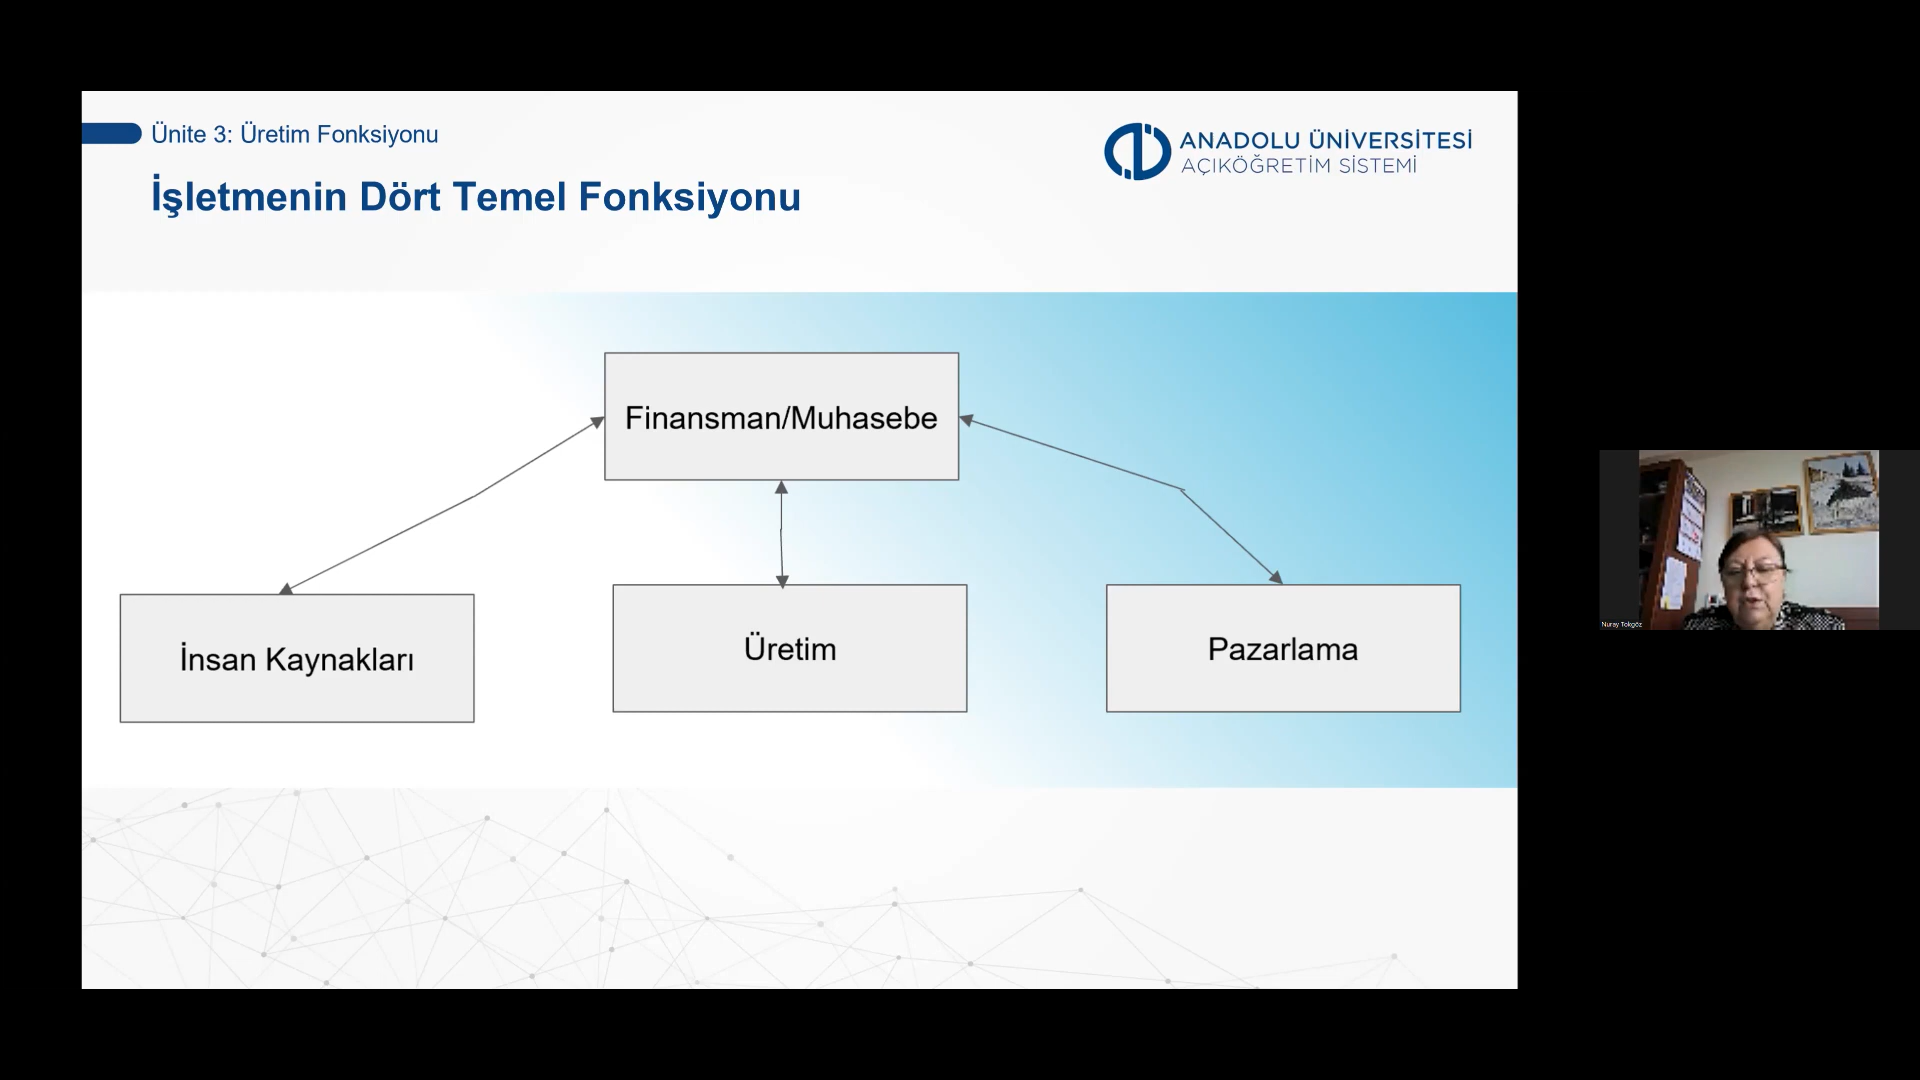 Ünite 3: Üretim Fonksiyonu
İşletmenin Dört Temel Fonksiyonu
ANADOLU ÜNİVERSİTESİ
AÇIKÖĞRETİM SİSTEMİ
Finansman/Muhasebe
İnsan Kaynakları
Üretim
Pazarlama
Nuray Tokgöz